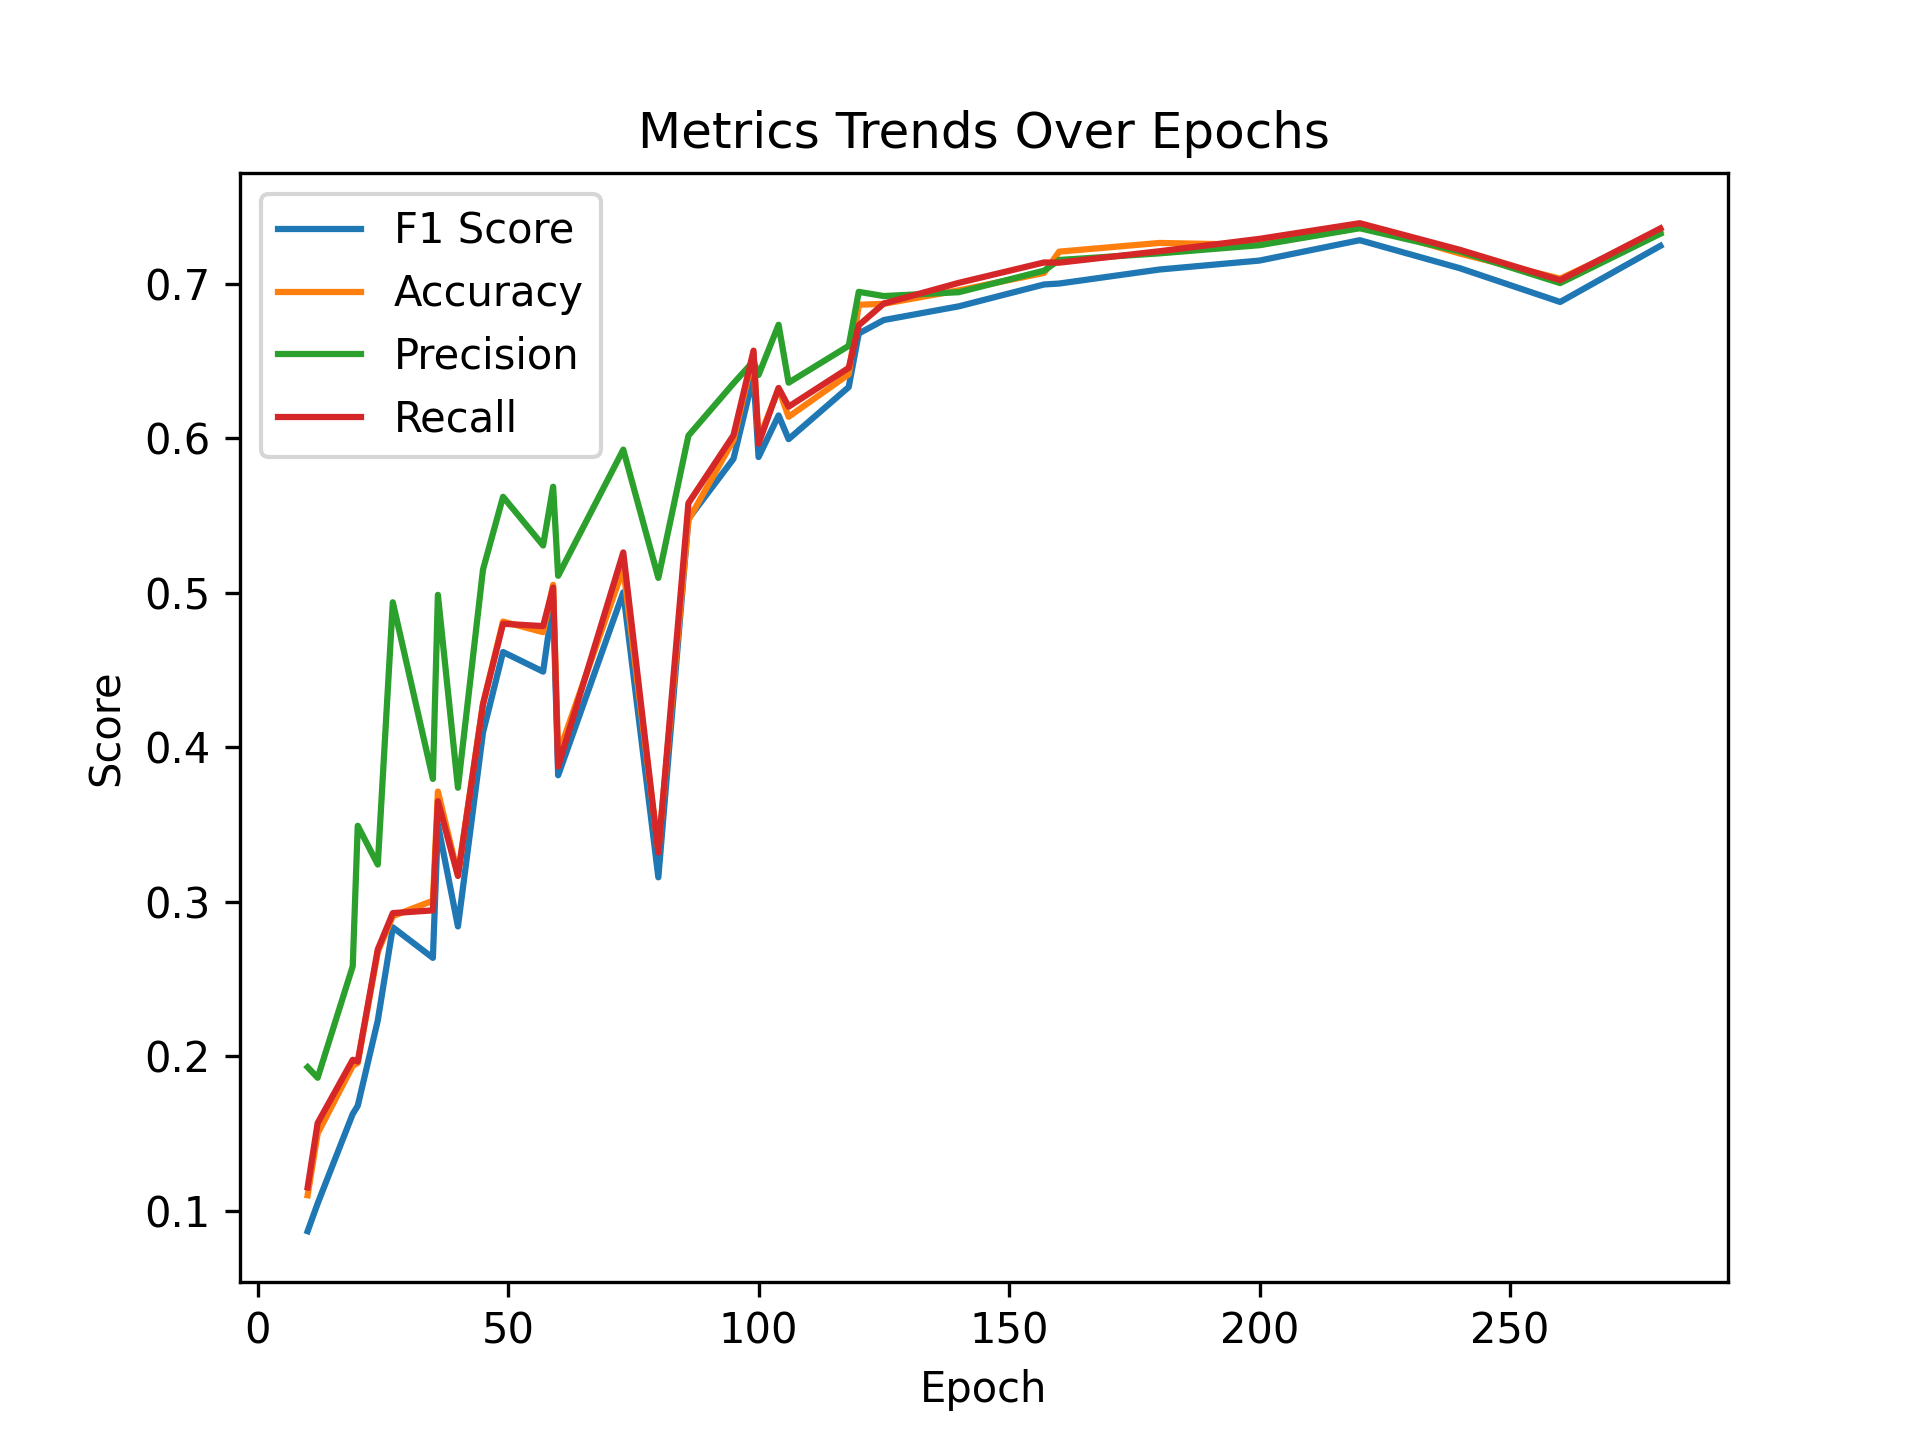 Metrics Trends Over Epochs
F1 Score
Accuracy
Precision
Recall
0.7
0.6
0.5
0.4
0.3
0.2
0.1
Score
0 50 100 150 200 250
Epoch